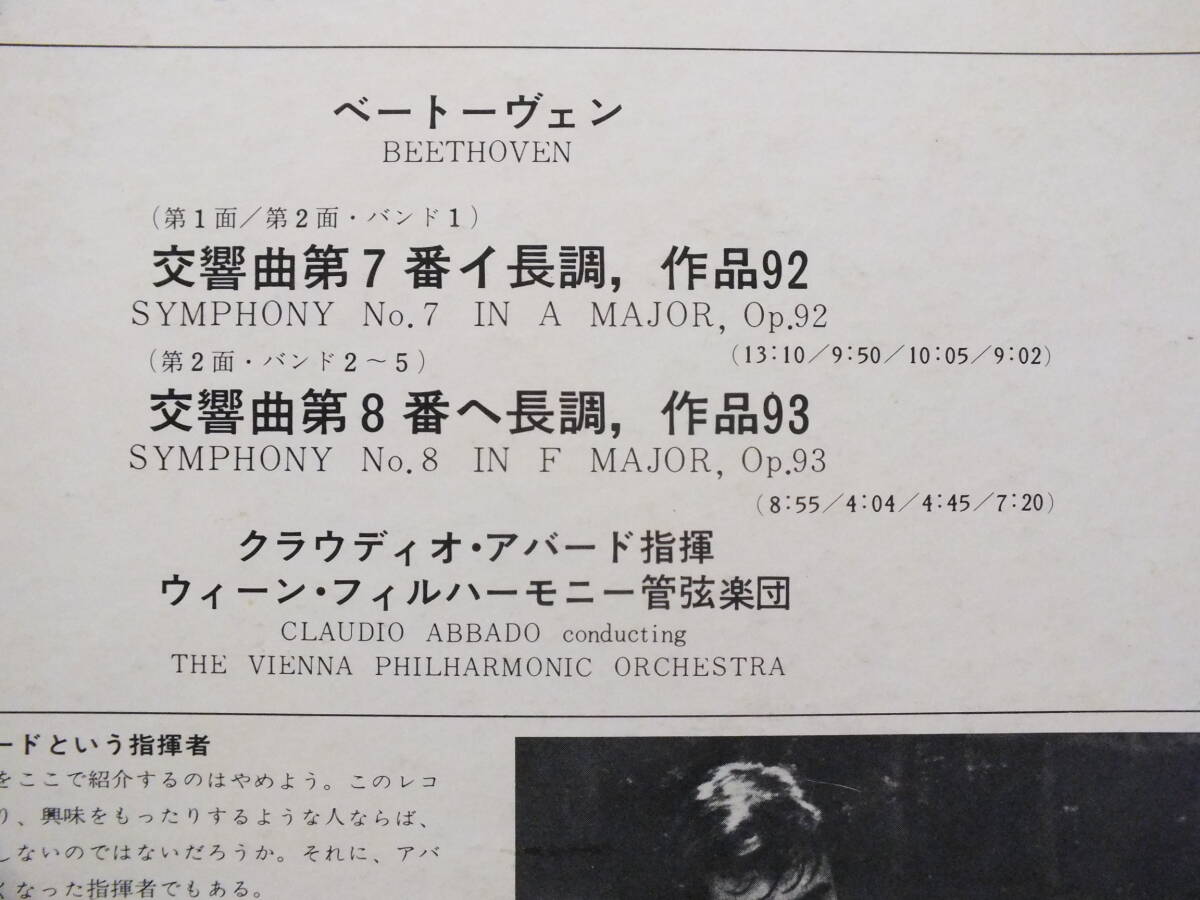 ベートーヴェン
BEETHOVEN
(第1面/第2面・バンド1)
交響曲第7番イ長調, 作品92
SYMPHONY No.7 IN A MAJOR, Op.92
(13:10/9:50/10:05/9:02)
(第2面・バンド2~5)
交響曲第8番ヘ長調, 作品93
SYMPHONY No.8 IN F MAJOR, Op.93
(8:55/4:04/4:45/7:20)
クラウディオ・アバード指揮
ウィーン・フィルハーモニー管弦楽団
CLAUDIO ABBADO conducting
THE VIENNA PHILHARMONIC ORCHESTRA
ードという指揮者
をここで紹介するのはやめよう。このレコ
り、興味をもったりするような人ならば、
しないのではないだろうか。それに、アバ
くなった指揮者でもある。